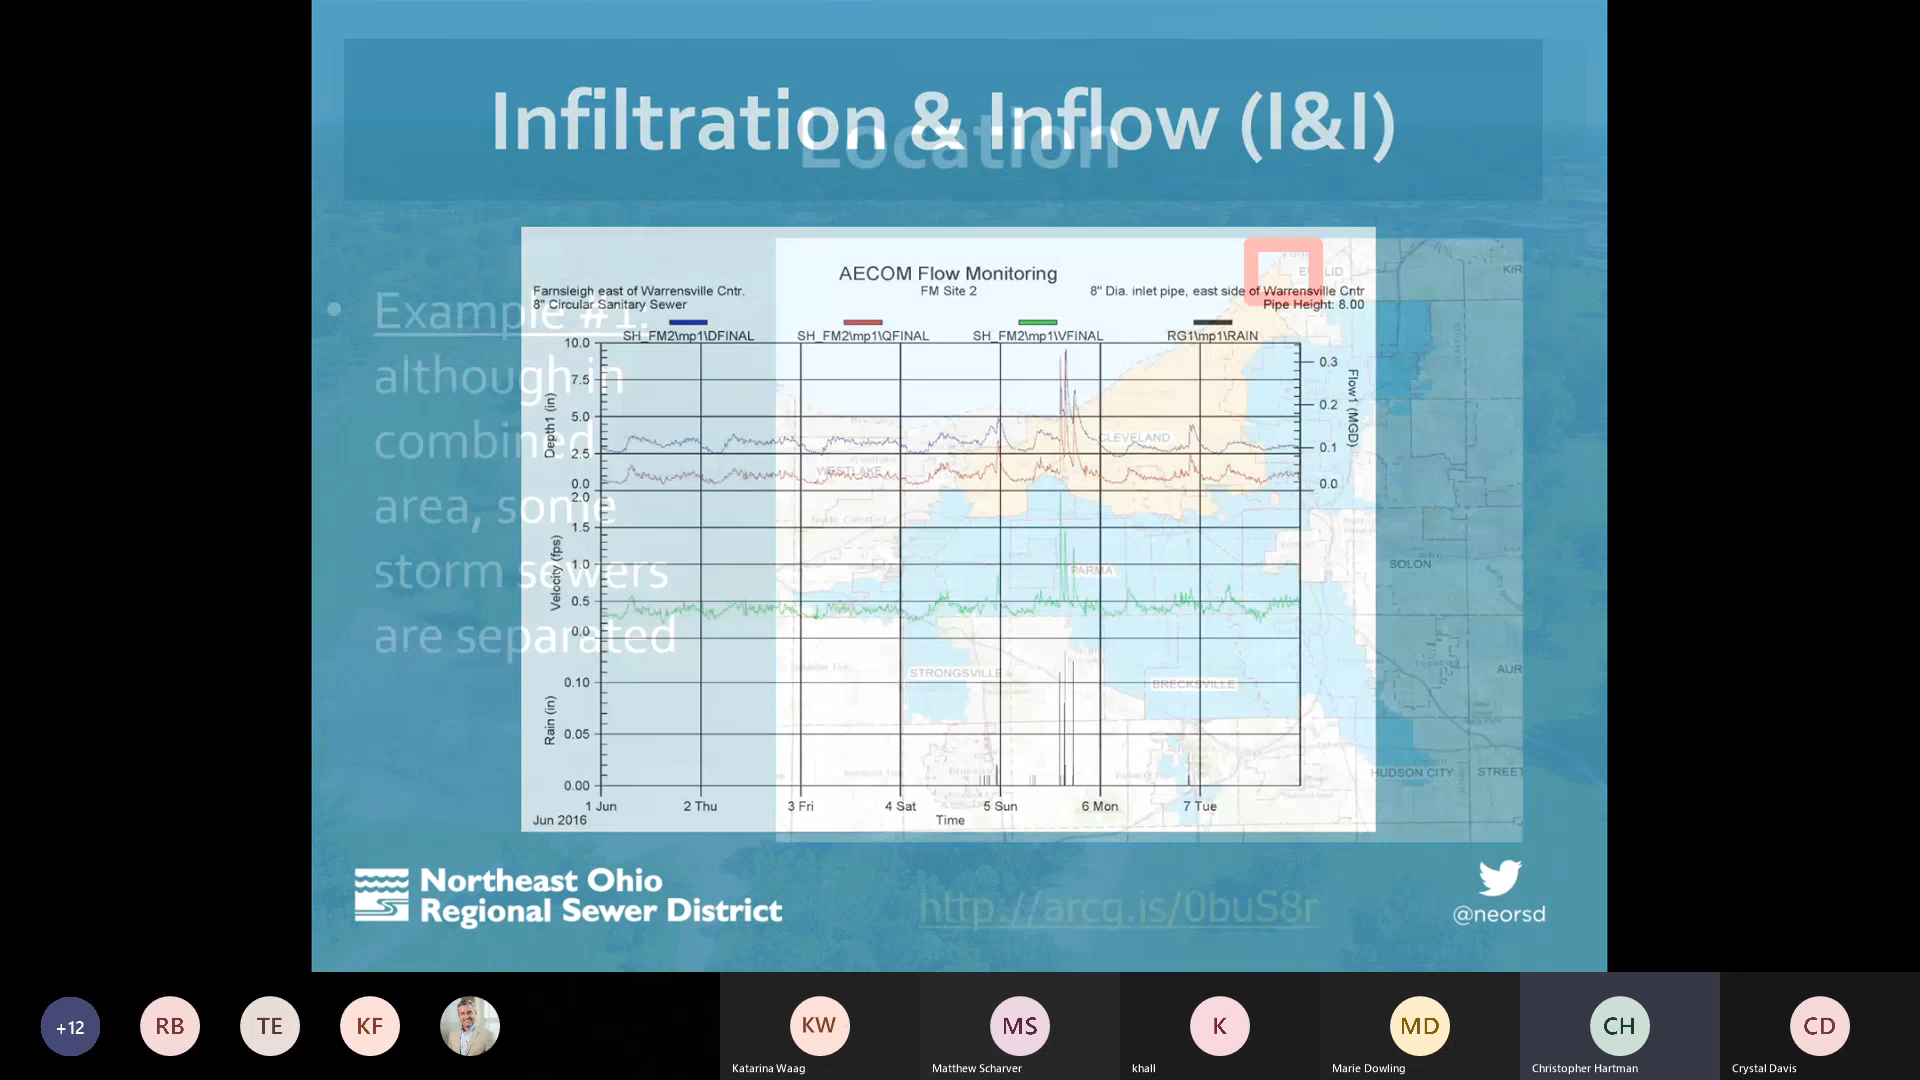 Infiltration & Inflow (I&I)
Location
AECOM Flow Monitoring
FM Site 2
Farnsleigh east of Warrensville Cntr.
8" Circular Sanitary Sewer
8" Dia. inlet pipe, east side of Warrensville Cntr
Pipe Height: 8.00
• Example #1:
although in
combined
area, some
storm sewers
are separated
SH_FM2\mp1\DFINAL
SH_FM2\mp1\QFINAL
SH_FM2\mp1\VFINAL
RG1\mp1\RAIN
Depth1 (in)
10.0
7.5
5.0
2.5
0.0
Flow1 (MGD)
0.3
0.2
0.1
0.0
Velocity (fps)
2.0
1.5
1.0
0.5
0.0
Rain (in)
0.10
0.05
0.00
1 Jun
2 Thu
3 Fri
4 Sat
5 Sun
6 Mon
7 Tue
Jun 2016
Time
EUCLID
KIR
CLEVELAND
WESTLAKE
PARMA
SOLON
STRONGSVILLE
BRECKSVILLE
AUR
HUDSON CITY
STREET
Northeast Ohio
Regional Sewer District
http://arcg.is/0buS8r
@neorsd
+12
RB
TE
KF
KW
Katarina Waag
MS
Matthew Scharver
K
khall
MD
Marie Dowling
CH
Christopher Hartman
CD
Crystal Davis